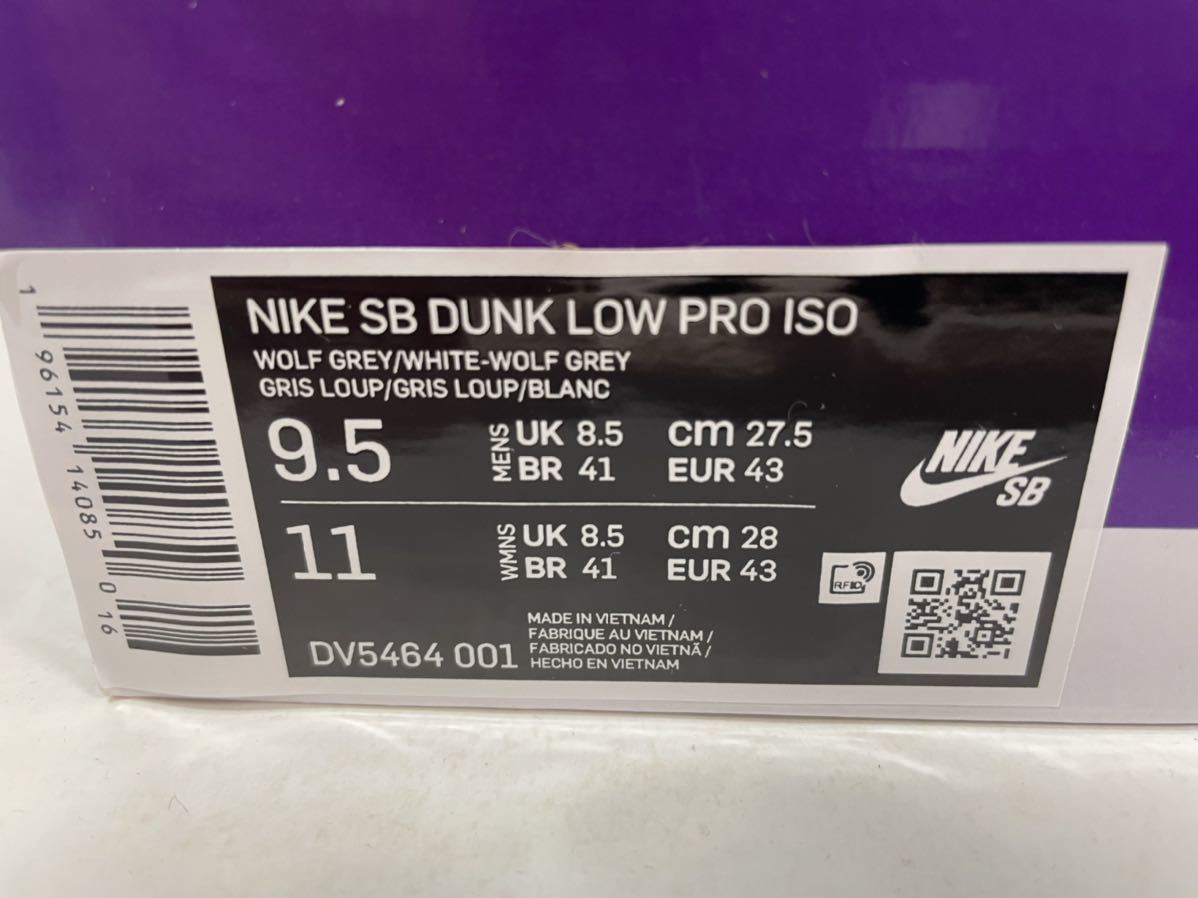 NIKE SB DUNK LOW PRO ISO
WOLF GREY/WHITE-WOLF GREY
GRIS LOUP/GRIS LOUP/BLANC
9.5 MENS UK 8.5 cm 27.5
BR 41 EUR 43
11 WMNS UK 8.5 cm 28
BR 41 EUR 43
NIKE
SB
RFID
DV5464 001
MADE IN VIETNAM /
FABRIQUE AU VIETNAM /
FABRICADO NO VIETNÃ /
HECHO EN VIETNAM
1 96154 14085 0 16